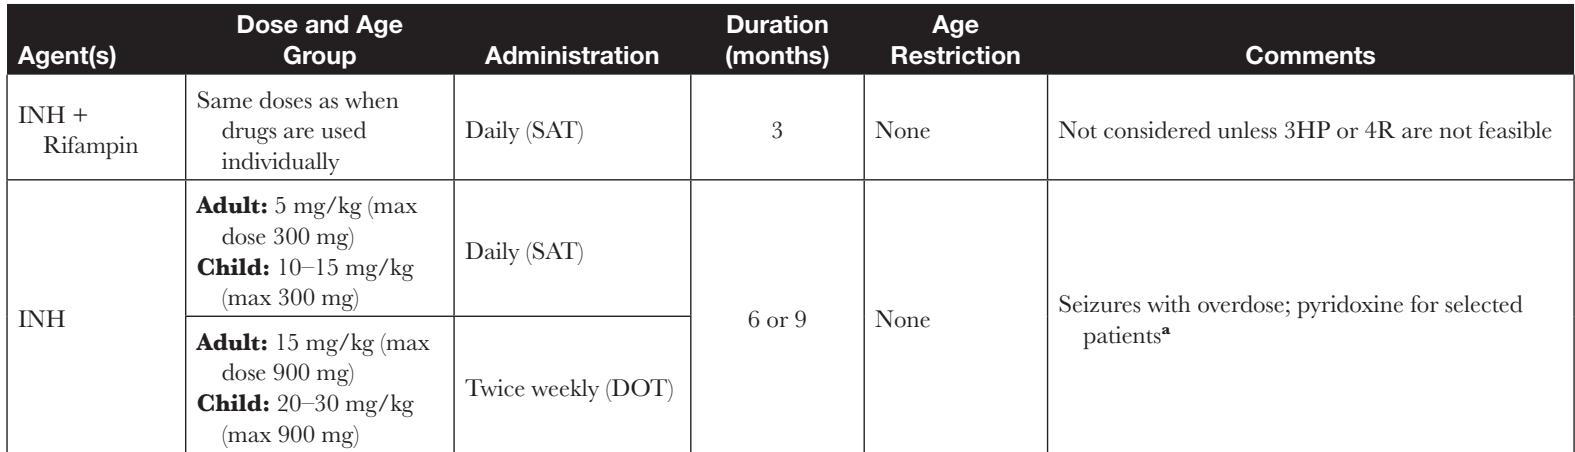 Agent(s)
Dose and Age
Group
Administration
Duration
(months)
Age
Restriction
Comments
INH +
Rifampin
Same doses as when
drugs are used
individually
Daily (SAT)
3
None
Not considered unless 3HP or 4R are not feasible
INH
Adult: 5 mg/kg (max
dose 300 mg)
Child: 10–15 mg/kg
(max 300 mg)
Daily (SAT)
6 or 9
None
Seizures with overdose; pyridoxine for selected
patientsa
Adult: 15 mg/kg (max
dose 900 mg)
Child: 20–30 mg/kg
(max 900 mg)
Twice weekly (DOT)